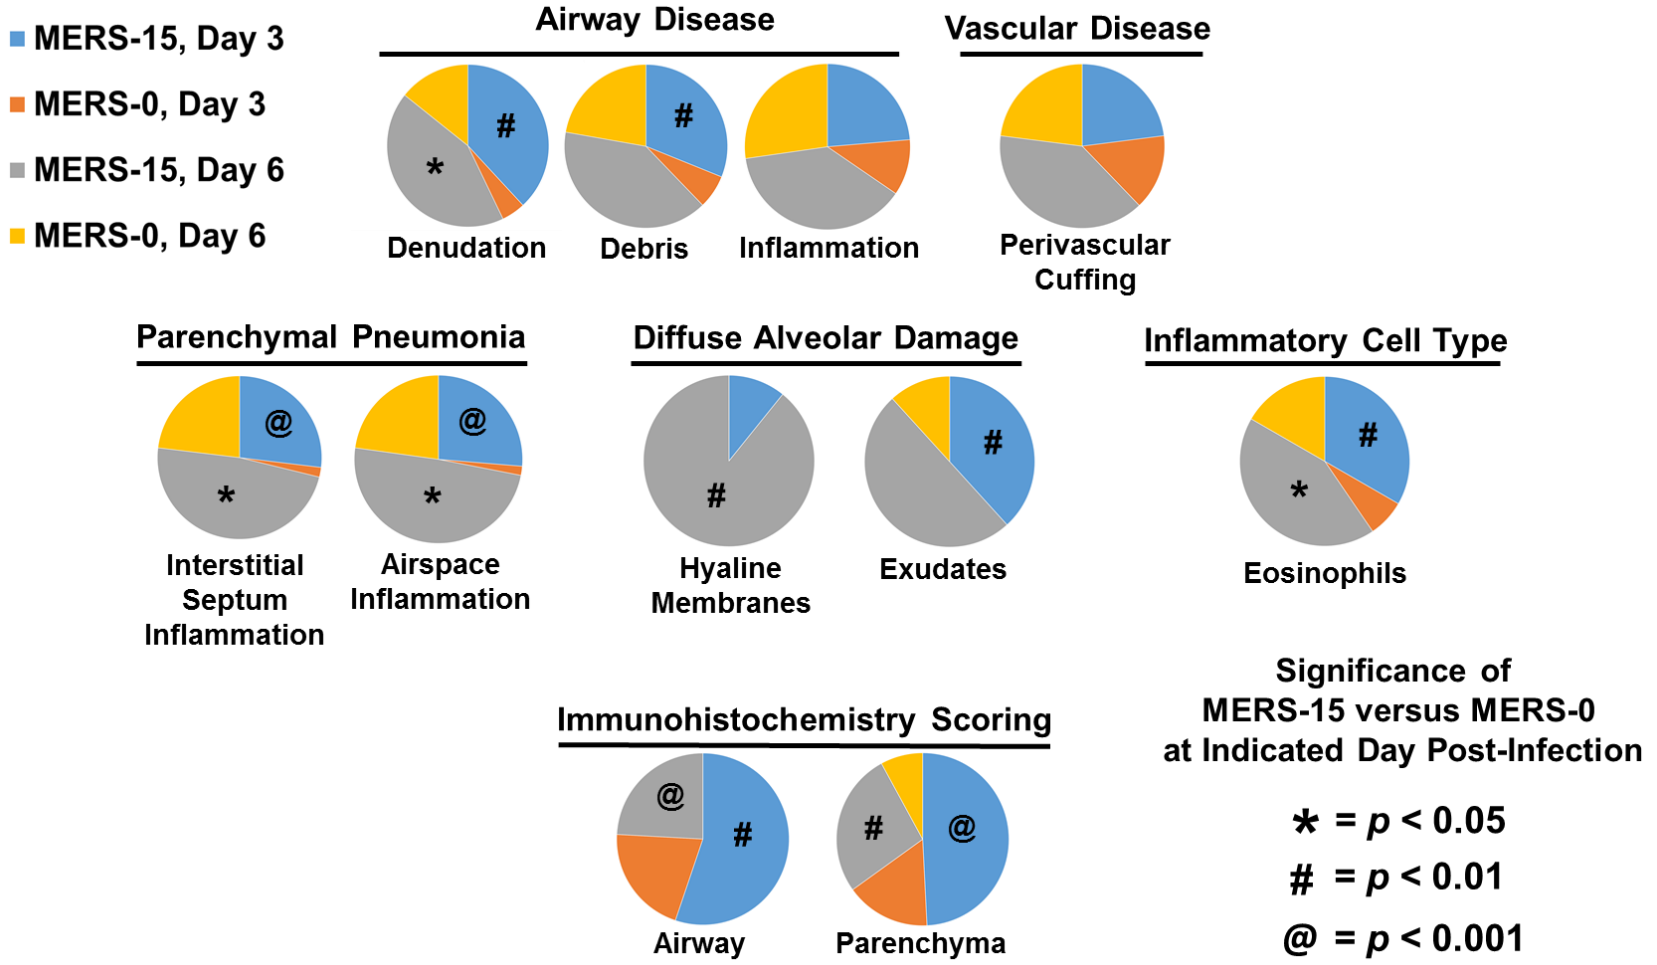 MERS-15, Day 3
MERS-0, Day 3
MERS-15, Day 6
MERS-0, Day 6
Airway Disease
#
*
Denudation
#
Debris
Inflammation
Vascular Disease
Perivascular
Cuffing
Parenchymal Pneumonia
@
*
Interstitial
Septum
Inflammation
@
*
Airspace
Inflammation
Diffuse Alveolar Damage
#
Hyaline
Membranes
#
Exudates
Inflammatory Cell Type
#
*
Eosinophils
Immunohistochemistry Scoring
@
#
Airway
#
@
Parenchyma
Significance of
MERS-15 versus MERS-0
at Indicated Day Post-Infection
* = p < 0.05
# = p < 0.01
@ = p < 0.001